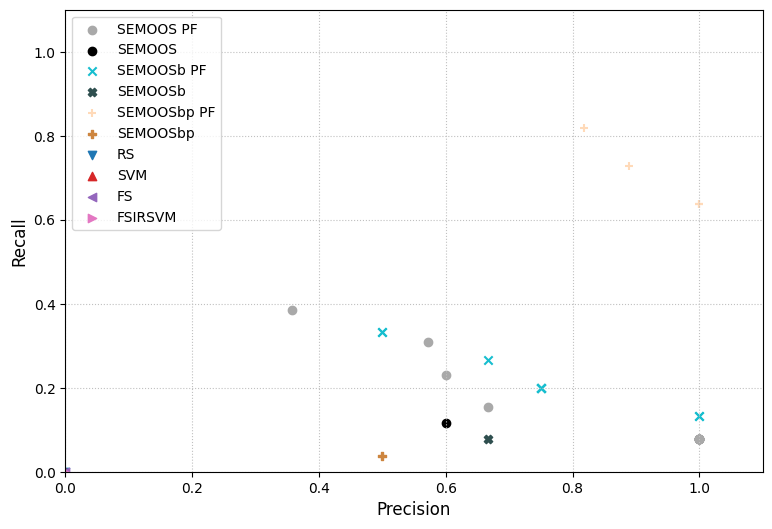 SEMOOS PF
SEMOOS
SEMOOSb PF
SEMOOSb
SEMOOSbp PF
SEMOOSbp
RS
SVM
FS
FSIRSVM
1.0
0.8
0.6
0.4
0.2
0.0
Recall
0.0 0.2 0.4 0.6 0.8 1.0
Precision